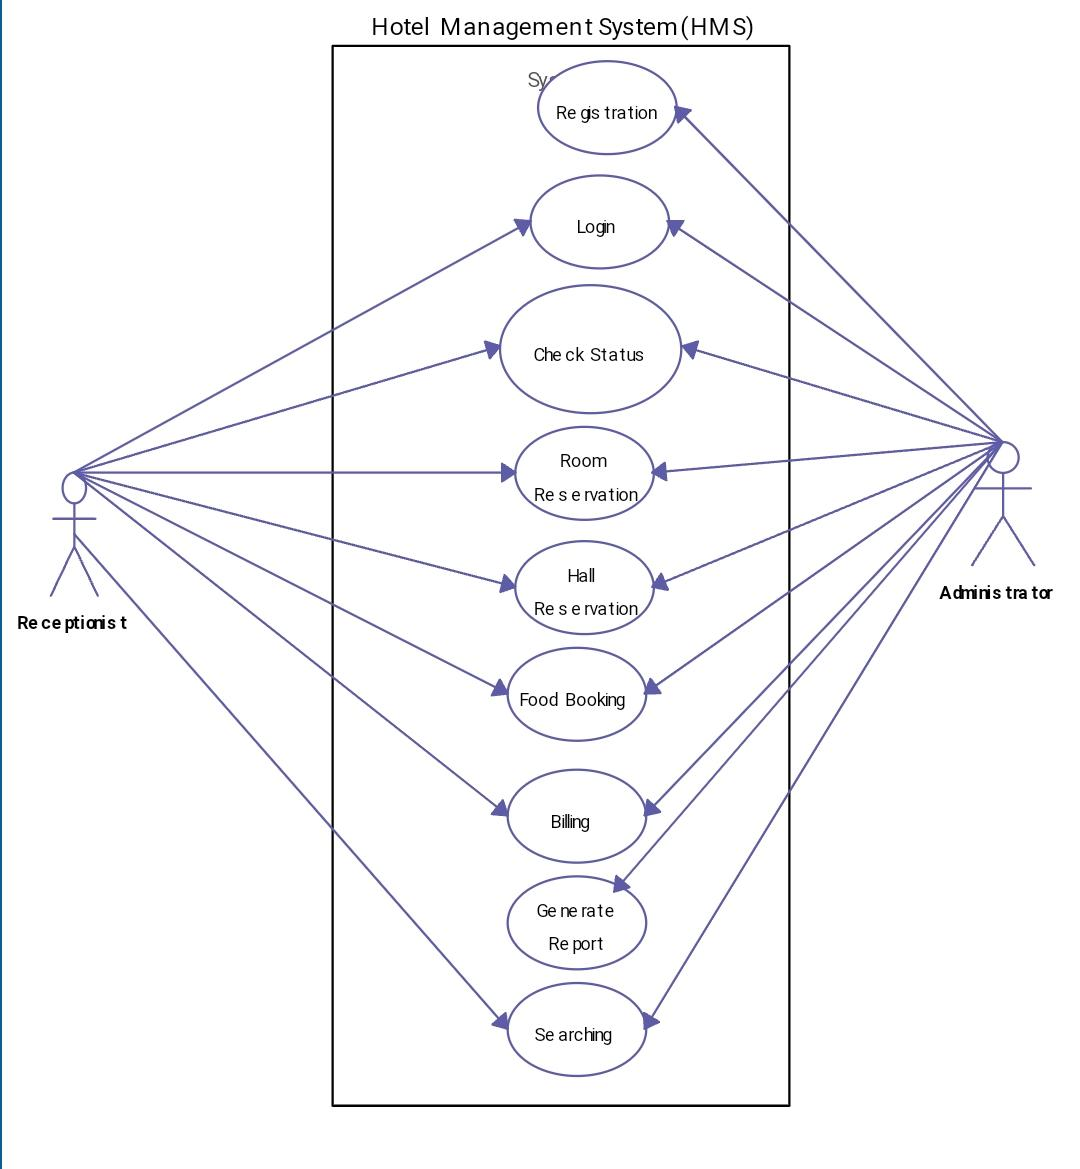 Hotel Management System(HMS)
Registration
Login
Check Status
Room
Reservation
Hall
Reservation
Food Booking
Billing
Generate
Report
Searching
Receptionist
Administrator